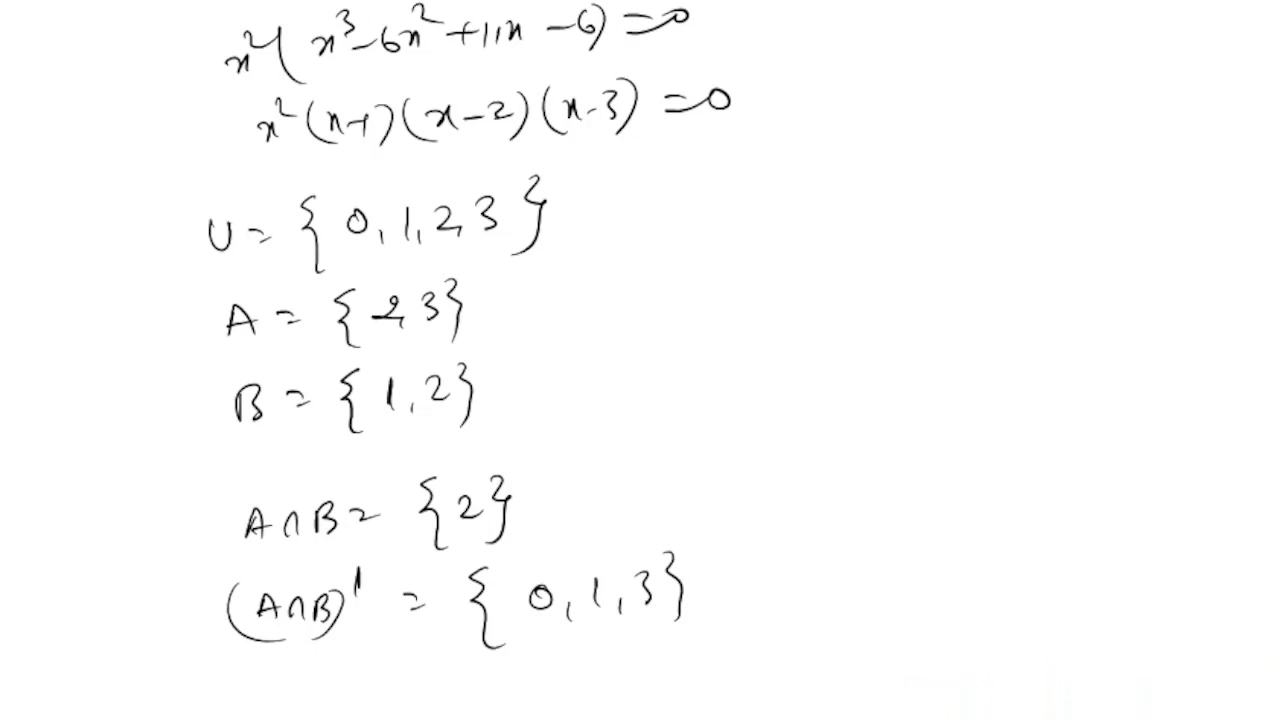 x²(x³-6x²+11x-6)=0
x²(x-1)(x-2)(x-3)=0
U = {0,1,2,3}
A = {2,3}
B = {1,2}
A∩B = {2}
(A∩B)' = {0,1,3}